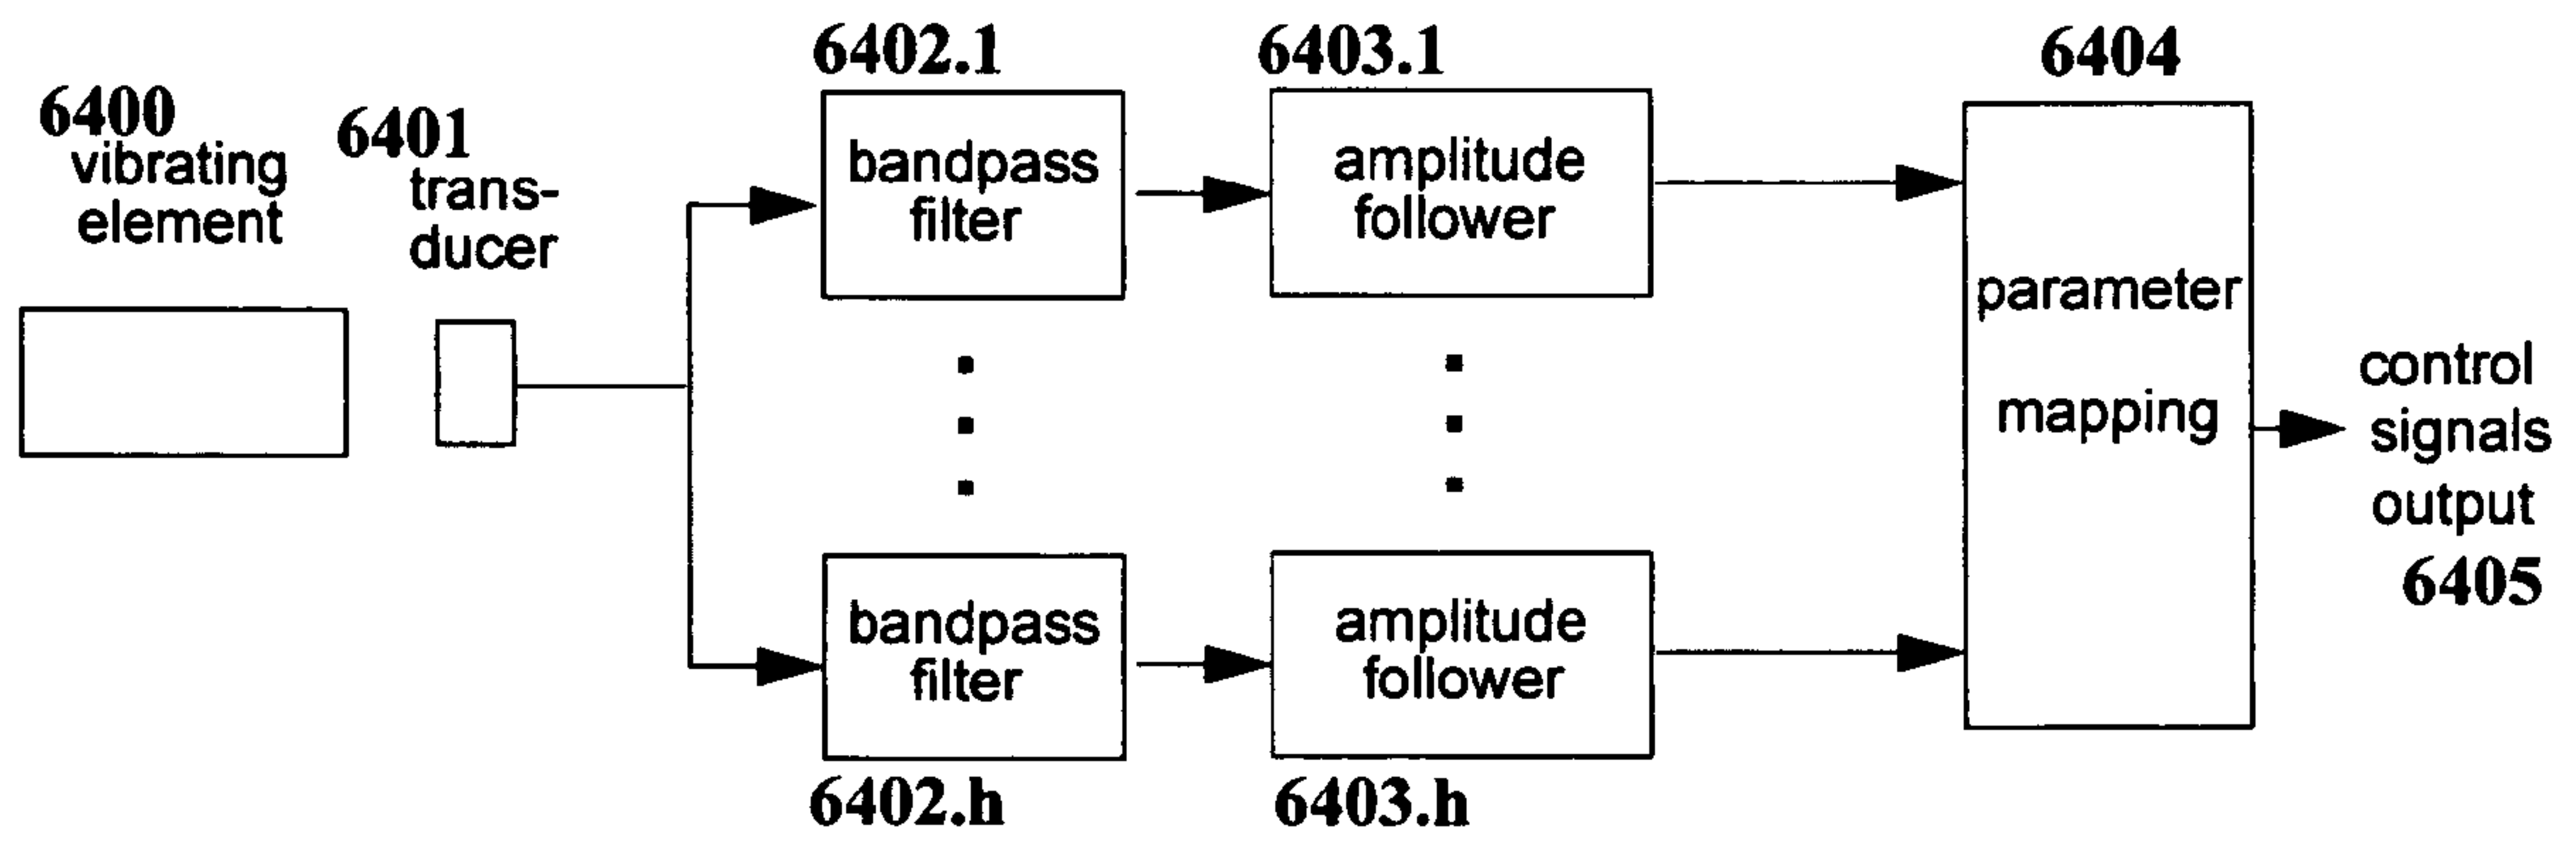 6400
vibrating
element
6401
trans-
ducer
6402.1
bandpass
filter
6403.1
amplitude
follower
6404
parameter
mapping
control
signals
output
6405
bandpass
filter
6402.h
amplitude
follower
6403.h